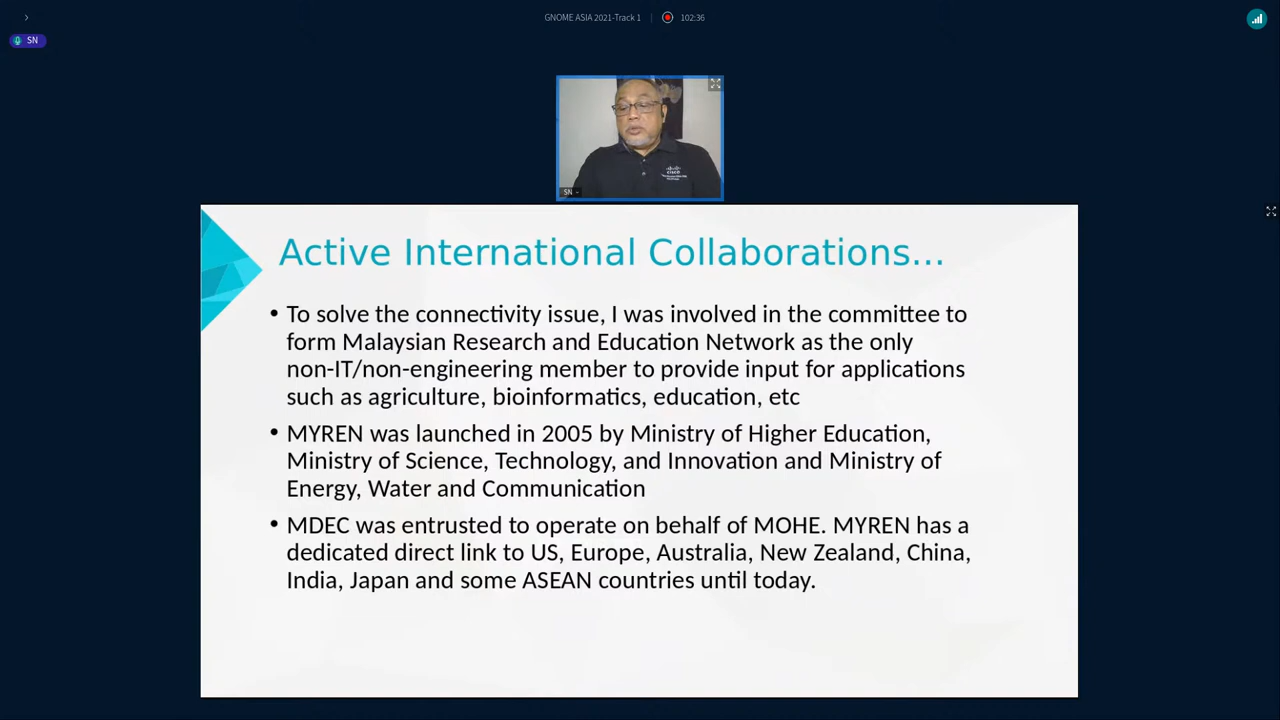 GNOME ASIA 2021-Track 1
102:36
SN
CISCO
SN
Active International Collaborations...
• To solve the connectivity issue, I was involved in the committee to
form Malaysian Research and Education Network as the only
non-IT/non-engineering member to provide input for applications
such as agriculture, bioinformatics, education, etc
• MYREN was launched in 2005 by Ministry of Higher Education,
Ministry of Science, Technology, and Innovation and Ministry of
Energy, Water and Communication
• MDEC was entrusted to operate on behalf of MOHE. MYREN has a
dedicated direct link to US, Europe, Australia, New Zealand, China,
India, Japan and some ASEAN countries until today.